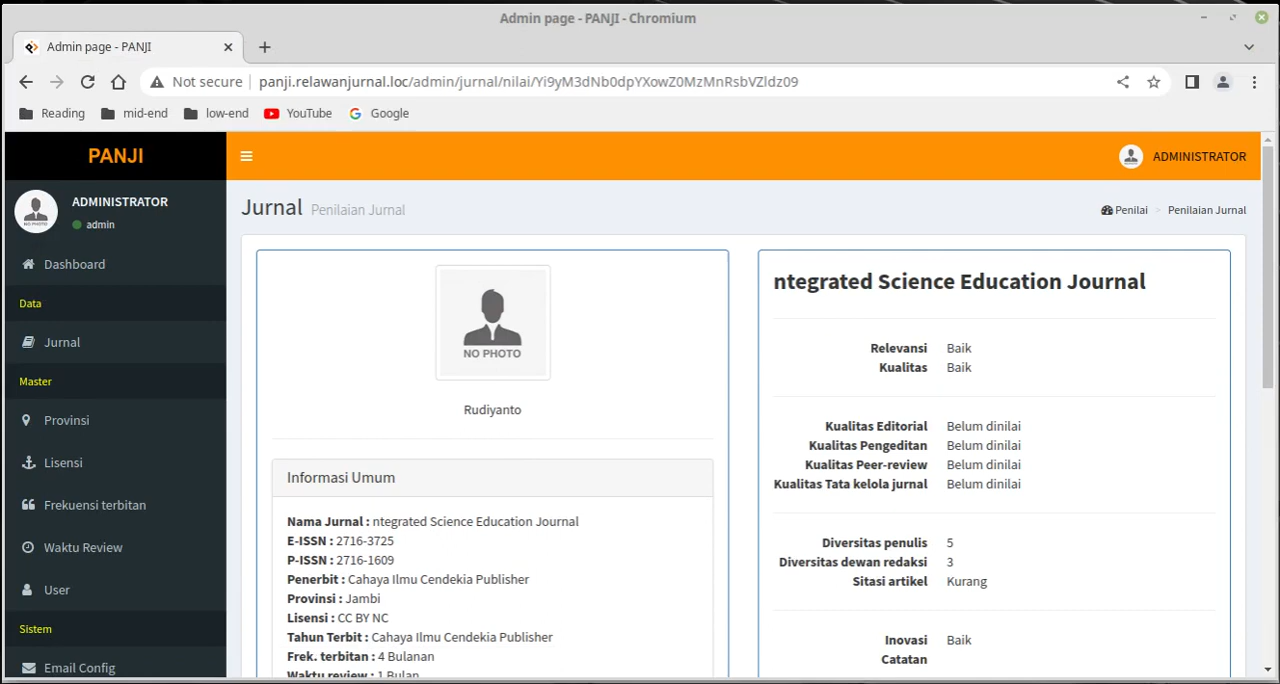 Admin page - PANJI - Chromium
Admin page - PANJI
Not secure panji.relawanjurnal.loc/admin/jurnal/nilai/Yi9yM3dNb0dpYXowZ0MzMnRsbVZldz09
Reading mid-end low-end YouTube Google
PANJI
ADMINISTRATOR
ADMINISTRATOR
admin
Dashboard
Data
Jurnal
Master
Provinsi
Lisensi
Frekuensi terbitan
Waktu Review
User
Sistem
Email Config
Jurnal Penilaian Jurnal
Penilai > Penilaian Jurnal
NO PHOTO
Rudiyanto
Informasi Umum
Nama Jurnal : ntegrated Science Education Journal
E-ISSN : 2716-3725
P-ISSN : 2716-1609
Penerbit : Cahaya Ilmu Cendekia Publisher
Provinsi : Jambi
Lisensi : CC BY NC
Tahun Terbit : Cahaya Ilmu Cendekia Publisher
Frek. terbitan : 4 Bulanan
Waktu review : 1 Bulan
ntegrated Science Education Journal
Relevansi Baik
Kualitas Baik
Kualitas Editorial Belum dinilai
Kualitas Pengeditan Belum dinilai
Kualitas Peer-review Belum dinilai
Kualitas Tata kelola jurnal Belum dinilai
Diversitas penulis 5
Diversitas dewan redaksi 3
Sitasi artikel Kurang
Inovasi Baik
Catatan